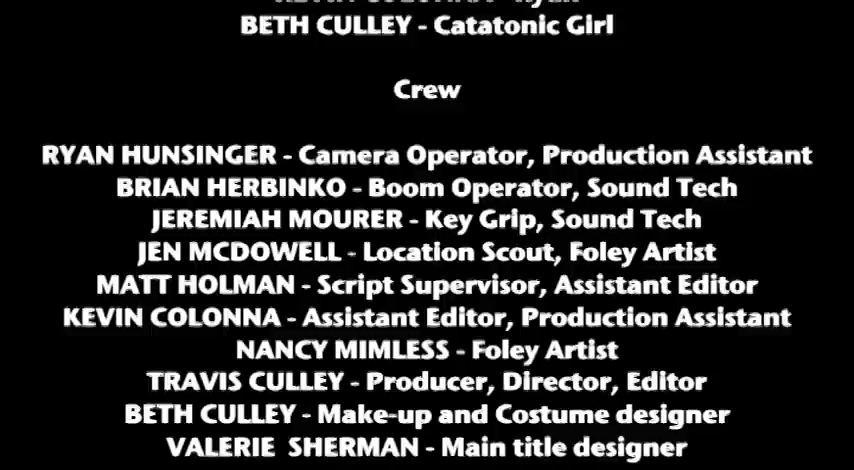 BETH CULLEY - Catatonic Girl
Crew
RYAN HUNSINGER - Camera Operator, Production Assistant
BRIAN HERBINKO - Boom Operator, Sound Tech
JEREMIAH MOURER - Key Grip, Sound Tech
JEN MCDOWELL - Location Scout, Foley Artist
MATT HOLMAN - Script Supervisor, Assistant Editor
KEVIN COLONNA - Assistant Editor, Production Assistant
NANCY MIMLESS - Foley Artist
TRAVIS CULLEY - Producer, Director, Editor
BETH CULLEY - Make-up and Costume designer
VALERIE SHERMAN - Main title designer